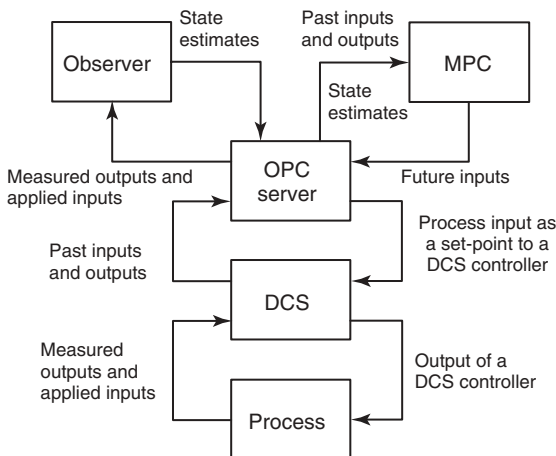 State
estimates
Past inputs
and outputs
Observer
MPC
State
estimates
OPC
server
Measured outputs and
applied inputs
Future inputs
Past inputs
and outputs
Process input as
a set-point to a
DCS controller
DCS
Measured
outputs and
applied inputs
Output of a
DCS controller
Process